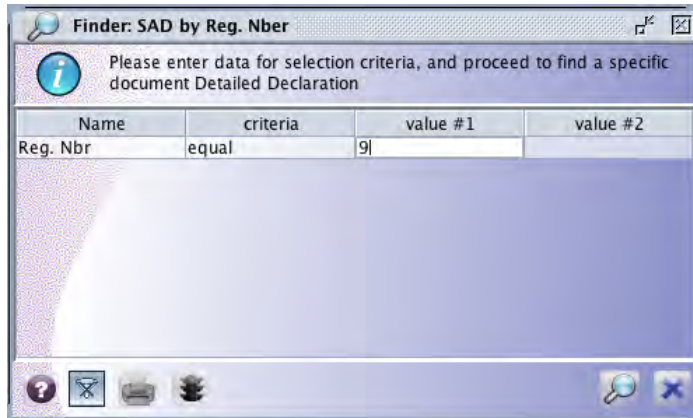 Finder: SAD by Reg. Nber
Please enter data for selection criteria, and proceed to find a specific
document Detailed Declaration
Name criteria value #1 value #2
Reg. Nbr equal 9